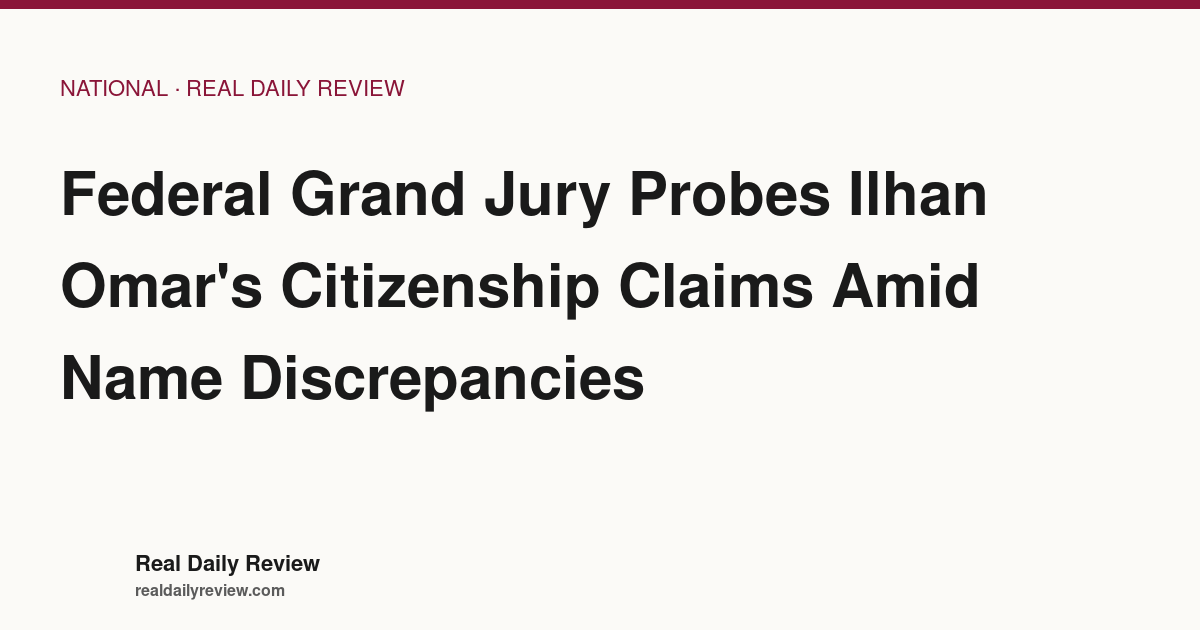 NATIONAL · REAL DAILY REVIEW
Federal Grand Jury Probes Ilhan
Omar's Citizenship Claims Amid
Name Discrepancies
Real Daily Review
realdailyreview.com